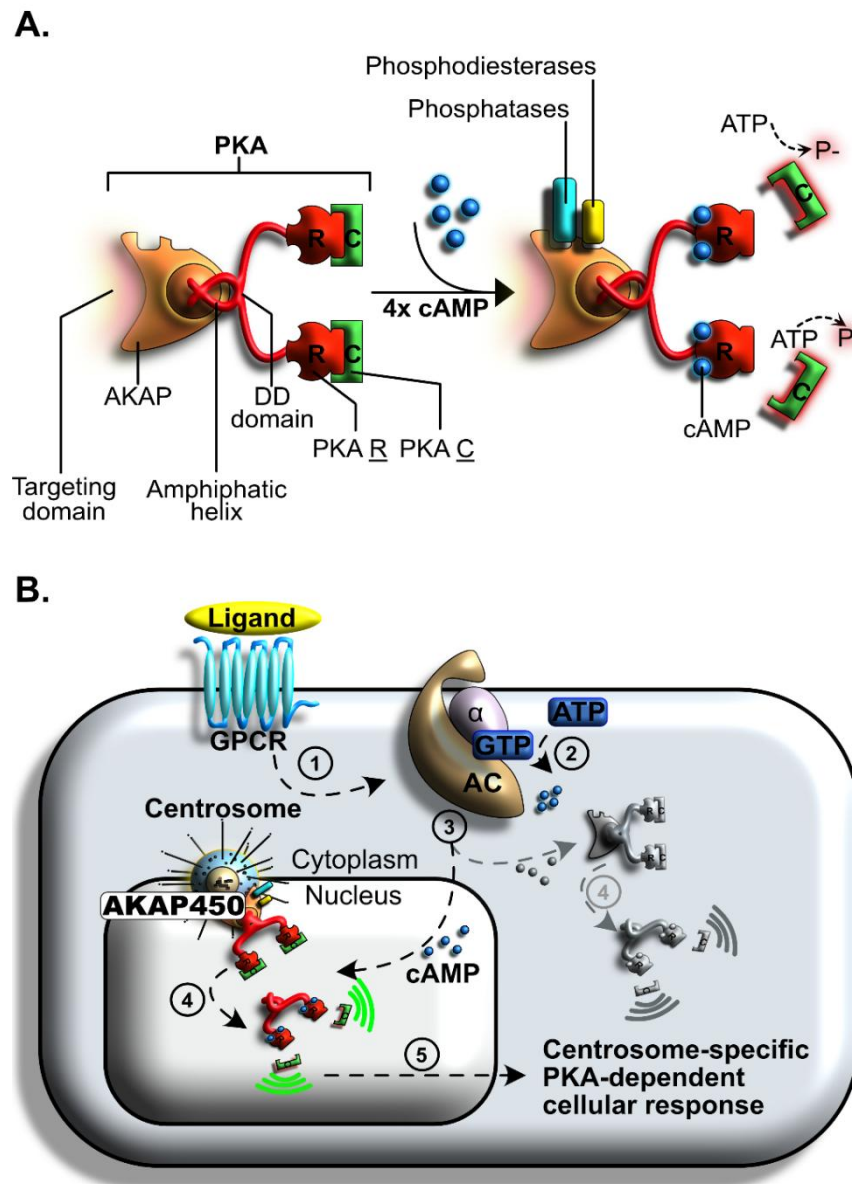 A.
Phosphodiesterases
Phosphatases
ATP
P-
PKA
C
R
C
R
4x cAMP
R
C
R
ATP
P
C
AKAP
DD
domain
PKA R
PKA C
cAMP
Targeting
domain
Amphiphatic
helix
B.
Ligand
GPCR
α
GTP
ATP
1
2
AC
Centrosome
3
Cytoplasm
Nucleus
AKAP450
R
C
R
C
4
cAMP
4
5
Centrosome-specific
PKA-dependent
cellular response